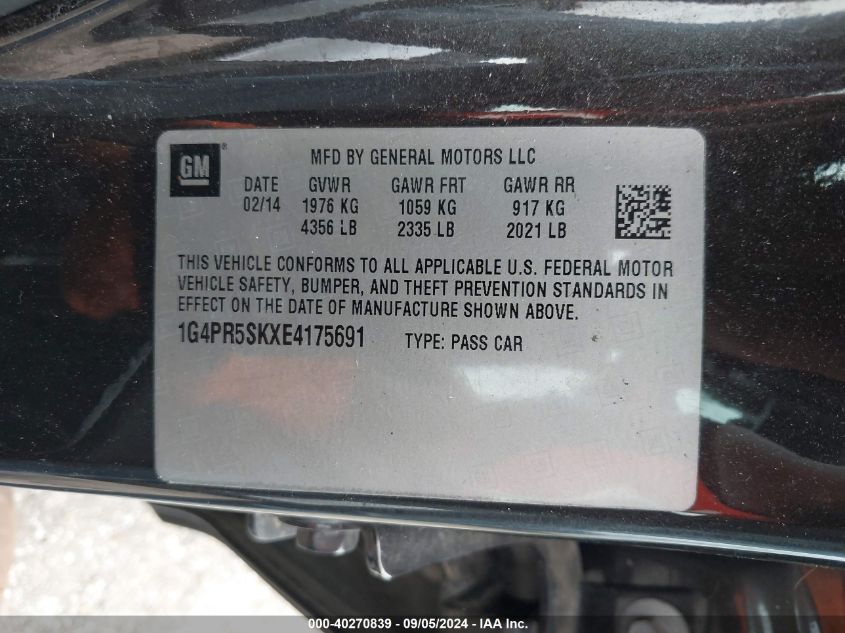 GM ®
MFD BY GENERAL MOTORS LLC
DATE GVWR GAWR FRT GAWR RR
02/14 1976 KG 1059 KG 917 KG
4356 LB 2335 LB 2021 LB
THIS VEHICLE CONFORMS TO ALL APPLICABLE U.S. FEDERAL MOTOR
VEHICLE SAFETY, BUMPER, AND THEFT PREVENTION STANDARDS IN
EFFECT ON THE DATE OF MANUFACTURE SHOWN ABOVE.
1G4PR5SKXE4175691 TYPE: PASS CAR
000-40270839 - 09/05/2024 - IAA Inc.